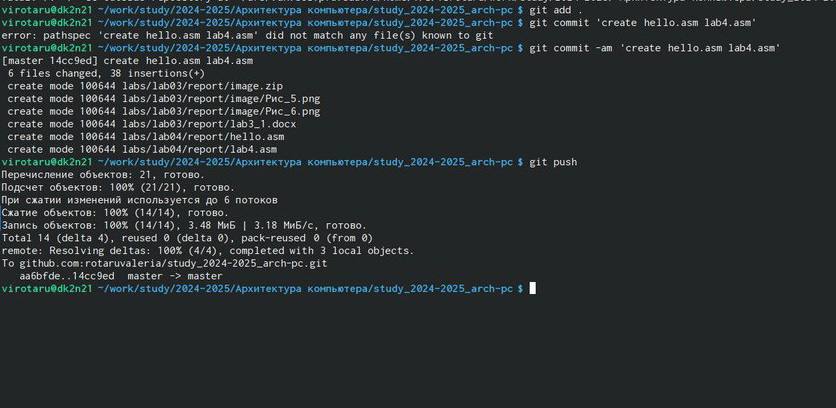 virotaru@dk2n21 ~/work/study/2024-2025/Архитектура компьютера/study_2024-2025_arch-pc $ git add .
virotaru@dk2n21 ~/work/study/2024-2025/Архитектура компьютера/study_2024-2025_arch-pc $ git commit 'create hello.asm lab4.asm'
error: pathspec 'create hello.asm lab4.asm' did not match any file(s) known to git
virotaru@dk2n21 ~/work/study/2024-2025/Архитектура компьютера/study_2024-2025_arch-pc $ git commit -am 'create hello.asm lab4.asm'
[master 14cc9ed] create hello.asm lab4.asm
 6 files changed, 38 insertions(+)
 create mode 100644 labs/lab03/report/image.zip
 create mode 100644 labs/lab03/report/image/Рис_5.png
 create mode 100644 labs/lab03/report/image/Рис_6.png
 create mode 100644 labs/lab03/report/lab3_1.docx
 create mode 100644 labs/lab04/report/hello.asm
 create mode 100644 labs/lab04/report/lab4.asm
virotaru@dk2n21 ~/work/study/2024-2025/Архитектура компьютера/study_2024-2025_arch-pc $ git push
Перечисление объектов: 21, готово.
Подсчет объектов: 100% (21/21), готово.
При сжатии изменений используется до 6 потоков
Сжатие объектов: 100% (14/14), готово.
Запись объектов: 100% (14/14), 3.48 МиБ | 3.18 МиБ/с, готово.
Total 14 (delta 4), reused 0 (delta 0), pack-reused 0 (from 0)
remote: Resolving deltas: 100% (4/4), completed with 3 local objects.
To github.com:rotaruvaleria/study_2024-2025_arch-pc.git
   aa6bfde..14cc9ed  master -> master
virotaru@dk2n21 ~/work/study/2024-2025/Архитектура компьютера/study_2024-2025_arch-pc $